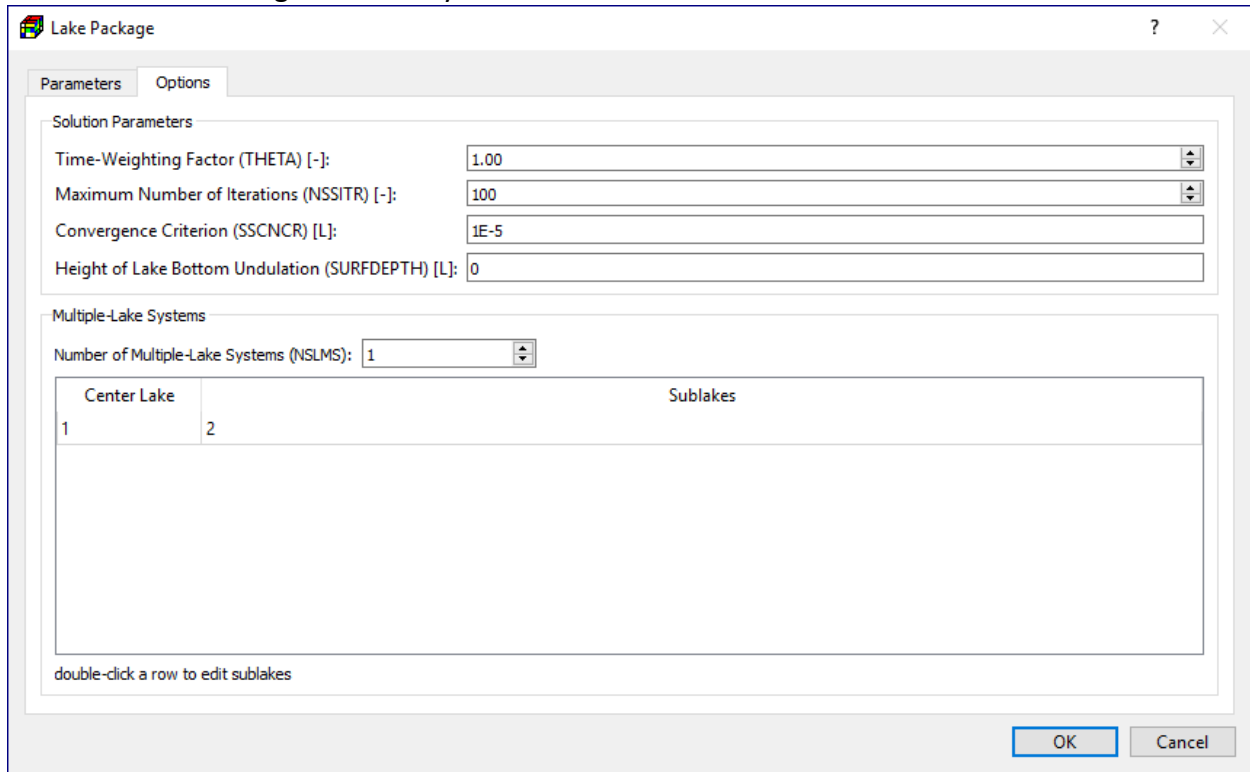 Lake Package ?
Parameters Options
Solution Parameters
Time-Weighting Factor (THETA) [-]: 1.00
Maximum Number of Iterations (NSSITR) [-]: 100
Convergence Criterion (SSCNCR) [L]: 1E-5
Height of Lake Bottom Undulation (SURFDEPTH) [L]: 0
Multiple-Lake Systems
Number of Multiple-Lake Systems (NSLMS): 1
Center Lake Sublakes
1 2
double-click a row to edit sublakes
OK Cancel